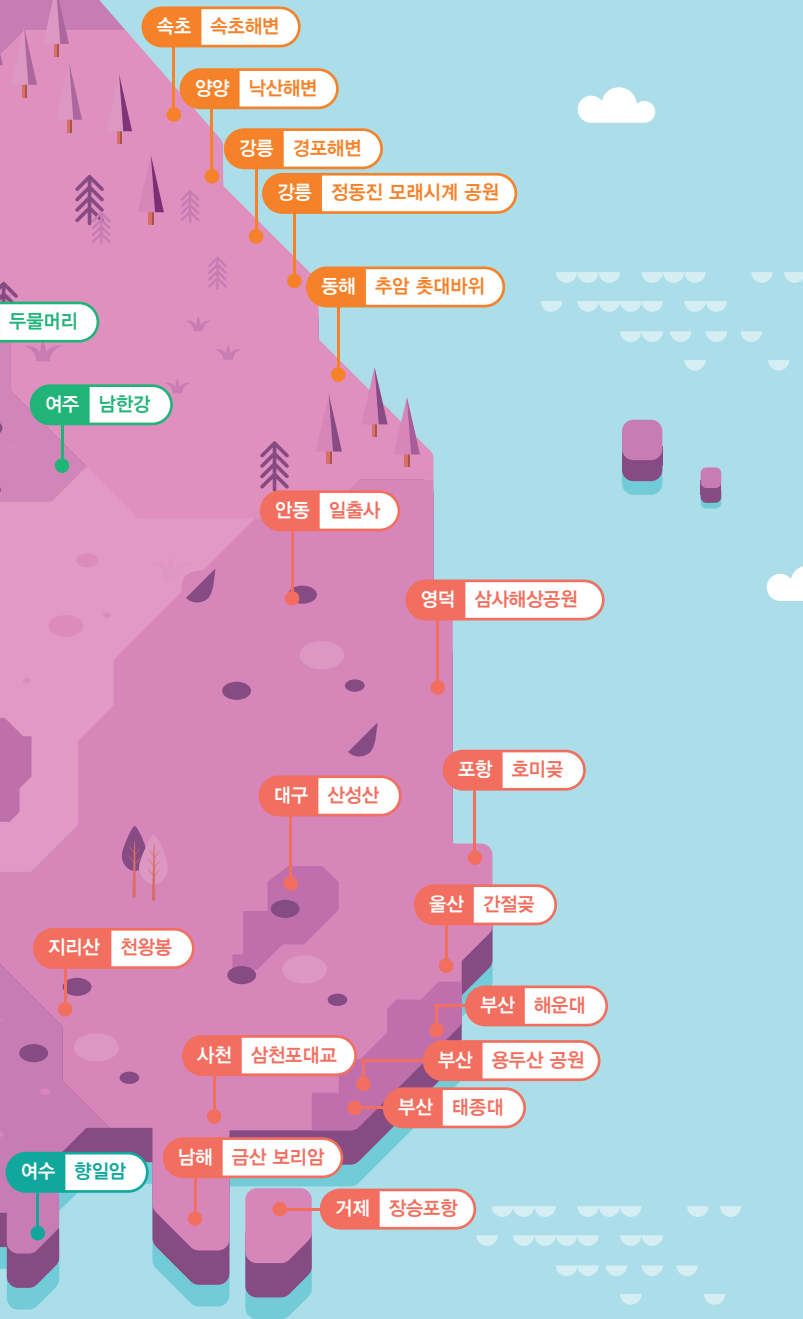 속초 속초해변
양양 낙산해변
강릉 경포해변
강릉 정동진 모래시계 공원
동해 추암 촛대바위
두물머리
여주 남한강
안동 일출사
영덕 삼사해상공원
포항 호미곶
대구 산성산
울산 간절곶
지리산 천왕봉
부산 해운대
사천 삼천포대교
부산 용두산 공원
부산 태종대
남해 금산 보리암
여수 향일암
거제 장승포항